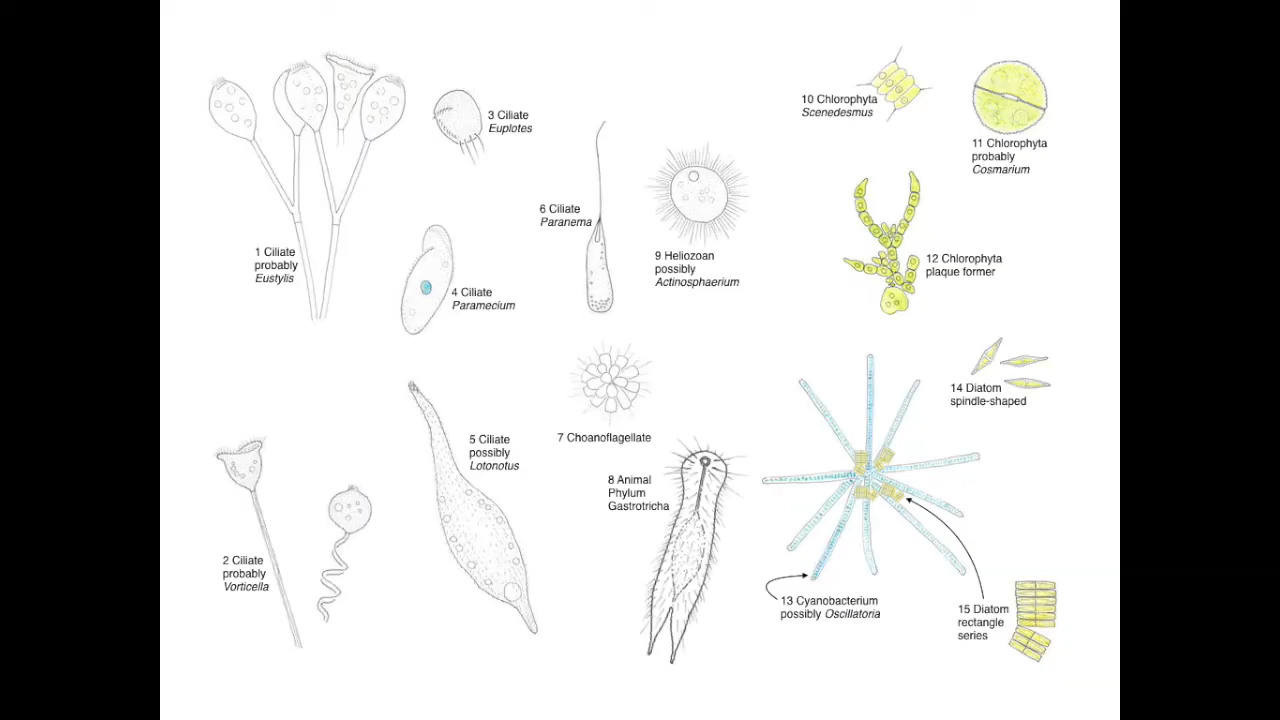 1 Ciliate
probably
Eustylis
2 Ciliate
probably
Vorticella
3 Ciliate
Euplotes
4 Ciliate
Paramecium
5 Ciliate
possibly
Lotonotus
6 Ciliate
Paranema
7 Choanoflagellate
8 Animal
Phylum
Gastrotricha
9 Heliozoan
possibly
Actinosphaerium
10 Chlorophyta
Scenedesmus
11 Chlorophyta
probably
Cosmarium
12 Chlorophyta
plaque former
13 Cyanobacterium
possibly Oscillatoria
14 Diatom
spindle-shaped
15 Diatom
rectangle
series